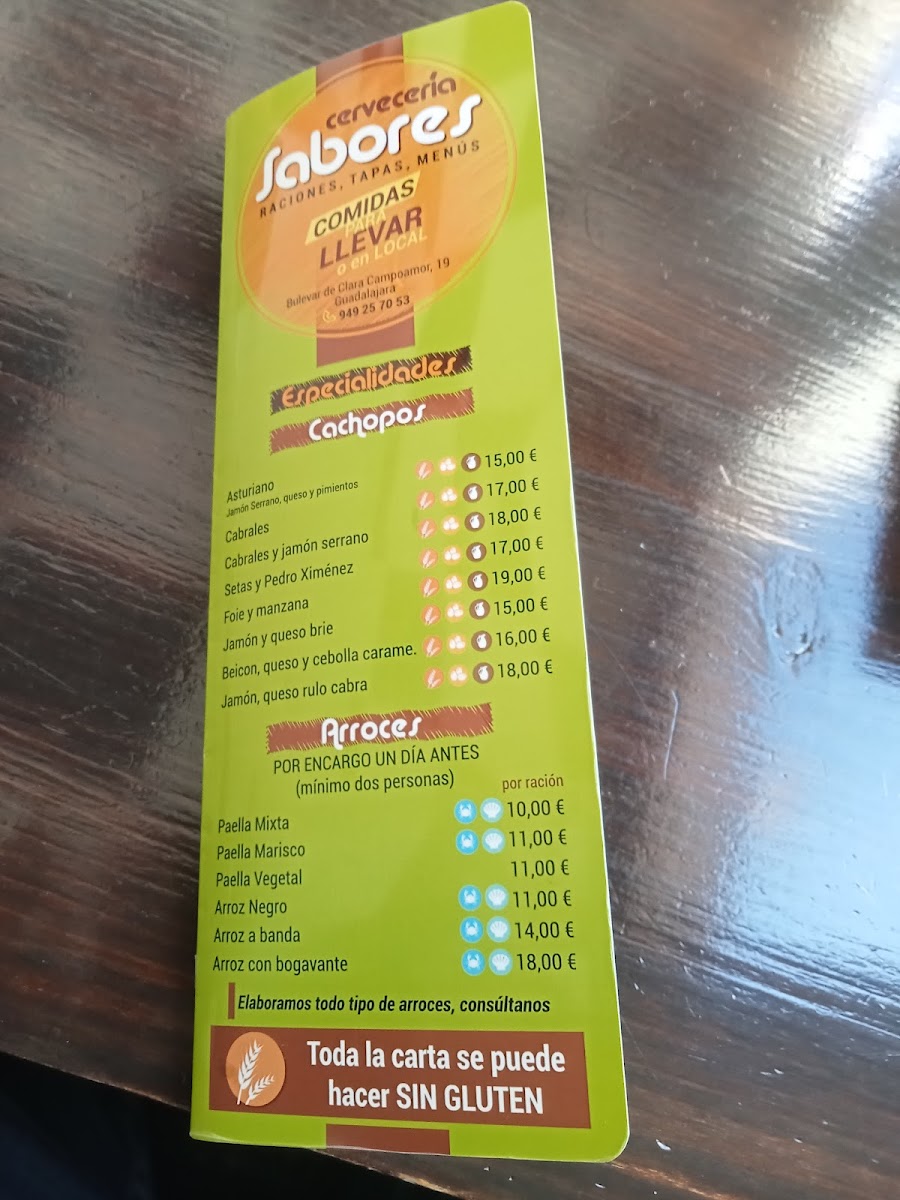 cervecería
Sabores
RACIONES, TAPAS, MENÚS
COMIDAS
PARA
LLEVAR
o en LOCAL
Bulevar de Clara Campoamor, 19
Guadalajara
949 25 70 53
Especialidades
Cachopos
Asturiano 15,00 €
Jamón Serrano, queso y pimientos
Cabrales 17,00 €
Cabrales y jamón serrano 18,00 €
Setas y Pedro Ximénez 17,00 €
Foie y manzana 19,00 €
Jamón y queso brie 15,00 €
Beicon, queso y cebolla carame. 16,00 €
Jamón, queso rulo cabra 18,00 €
Arroces
POR ENCARGO UN DÍA ANTES
(mínimo dos personas)
por ración
Paella Mixta 10,00 €
Paella Marisco 11,00 €
Paella Vegetal 11,00 €
Arroz Negro 11,00 €
Arroz a banda 14,00 €
Arroz con bogavante 18,00 €
Elaboramos todo tipo de arroces, consúltanos
Toda la carta se puede
hacer SIN GLUTEN